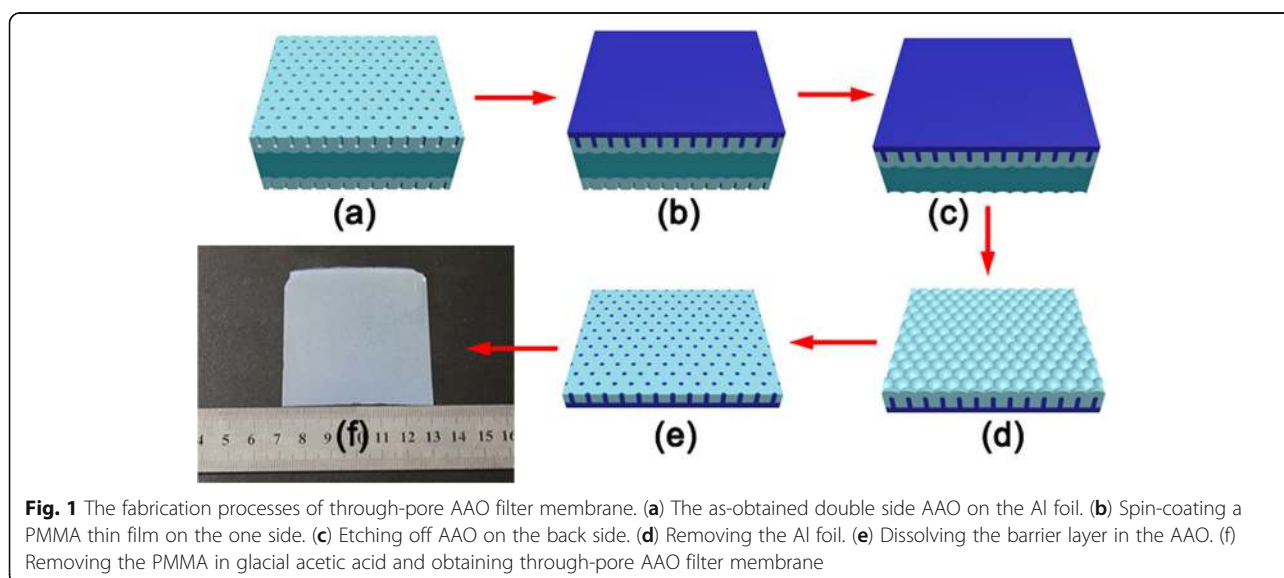 (a)
(b)
(c)
(f)
(e)
(d)
4 5 6 7 8 9 10 11 12 13 14 15 16
Fig. 1 The fabrication processes of through-pore AAO filter membrane. (a) The as-obtained double side AAO on the Al foil. (b) Spin-coating a
PMMA thin film on the one side. (c) Etching off AAO on the back side. (d) Removing the Al foil. (e) Dissolving the barrier layer in the AAO. (f)
Removing the PMMA in glacial acetic acid and obtaining through-pore AAO filter membrane